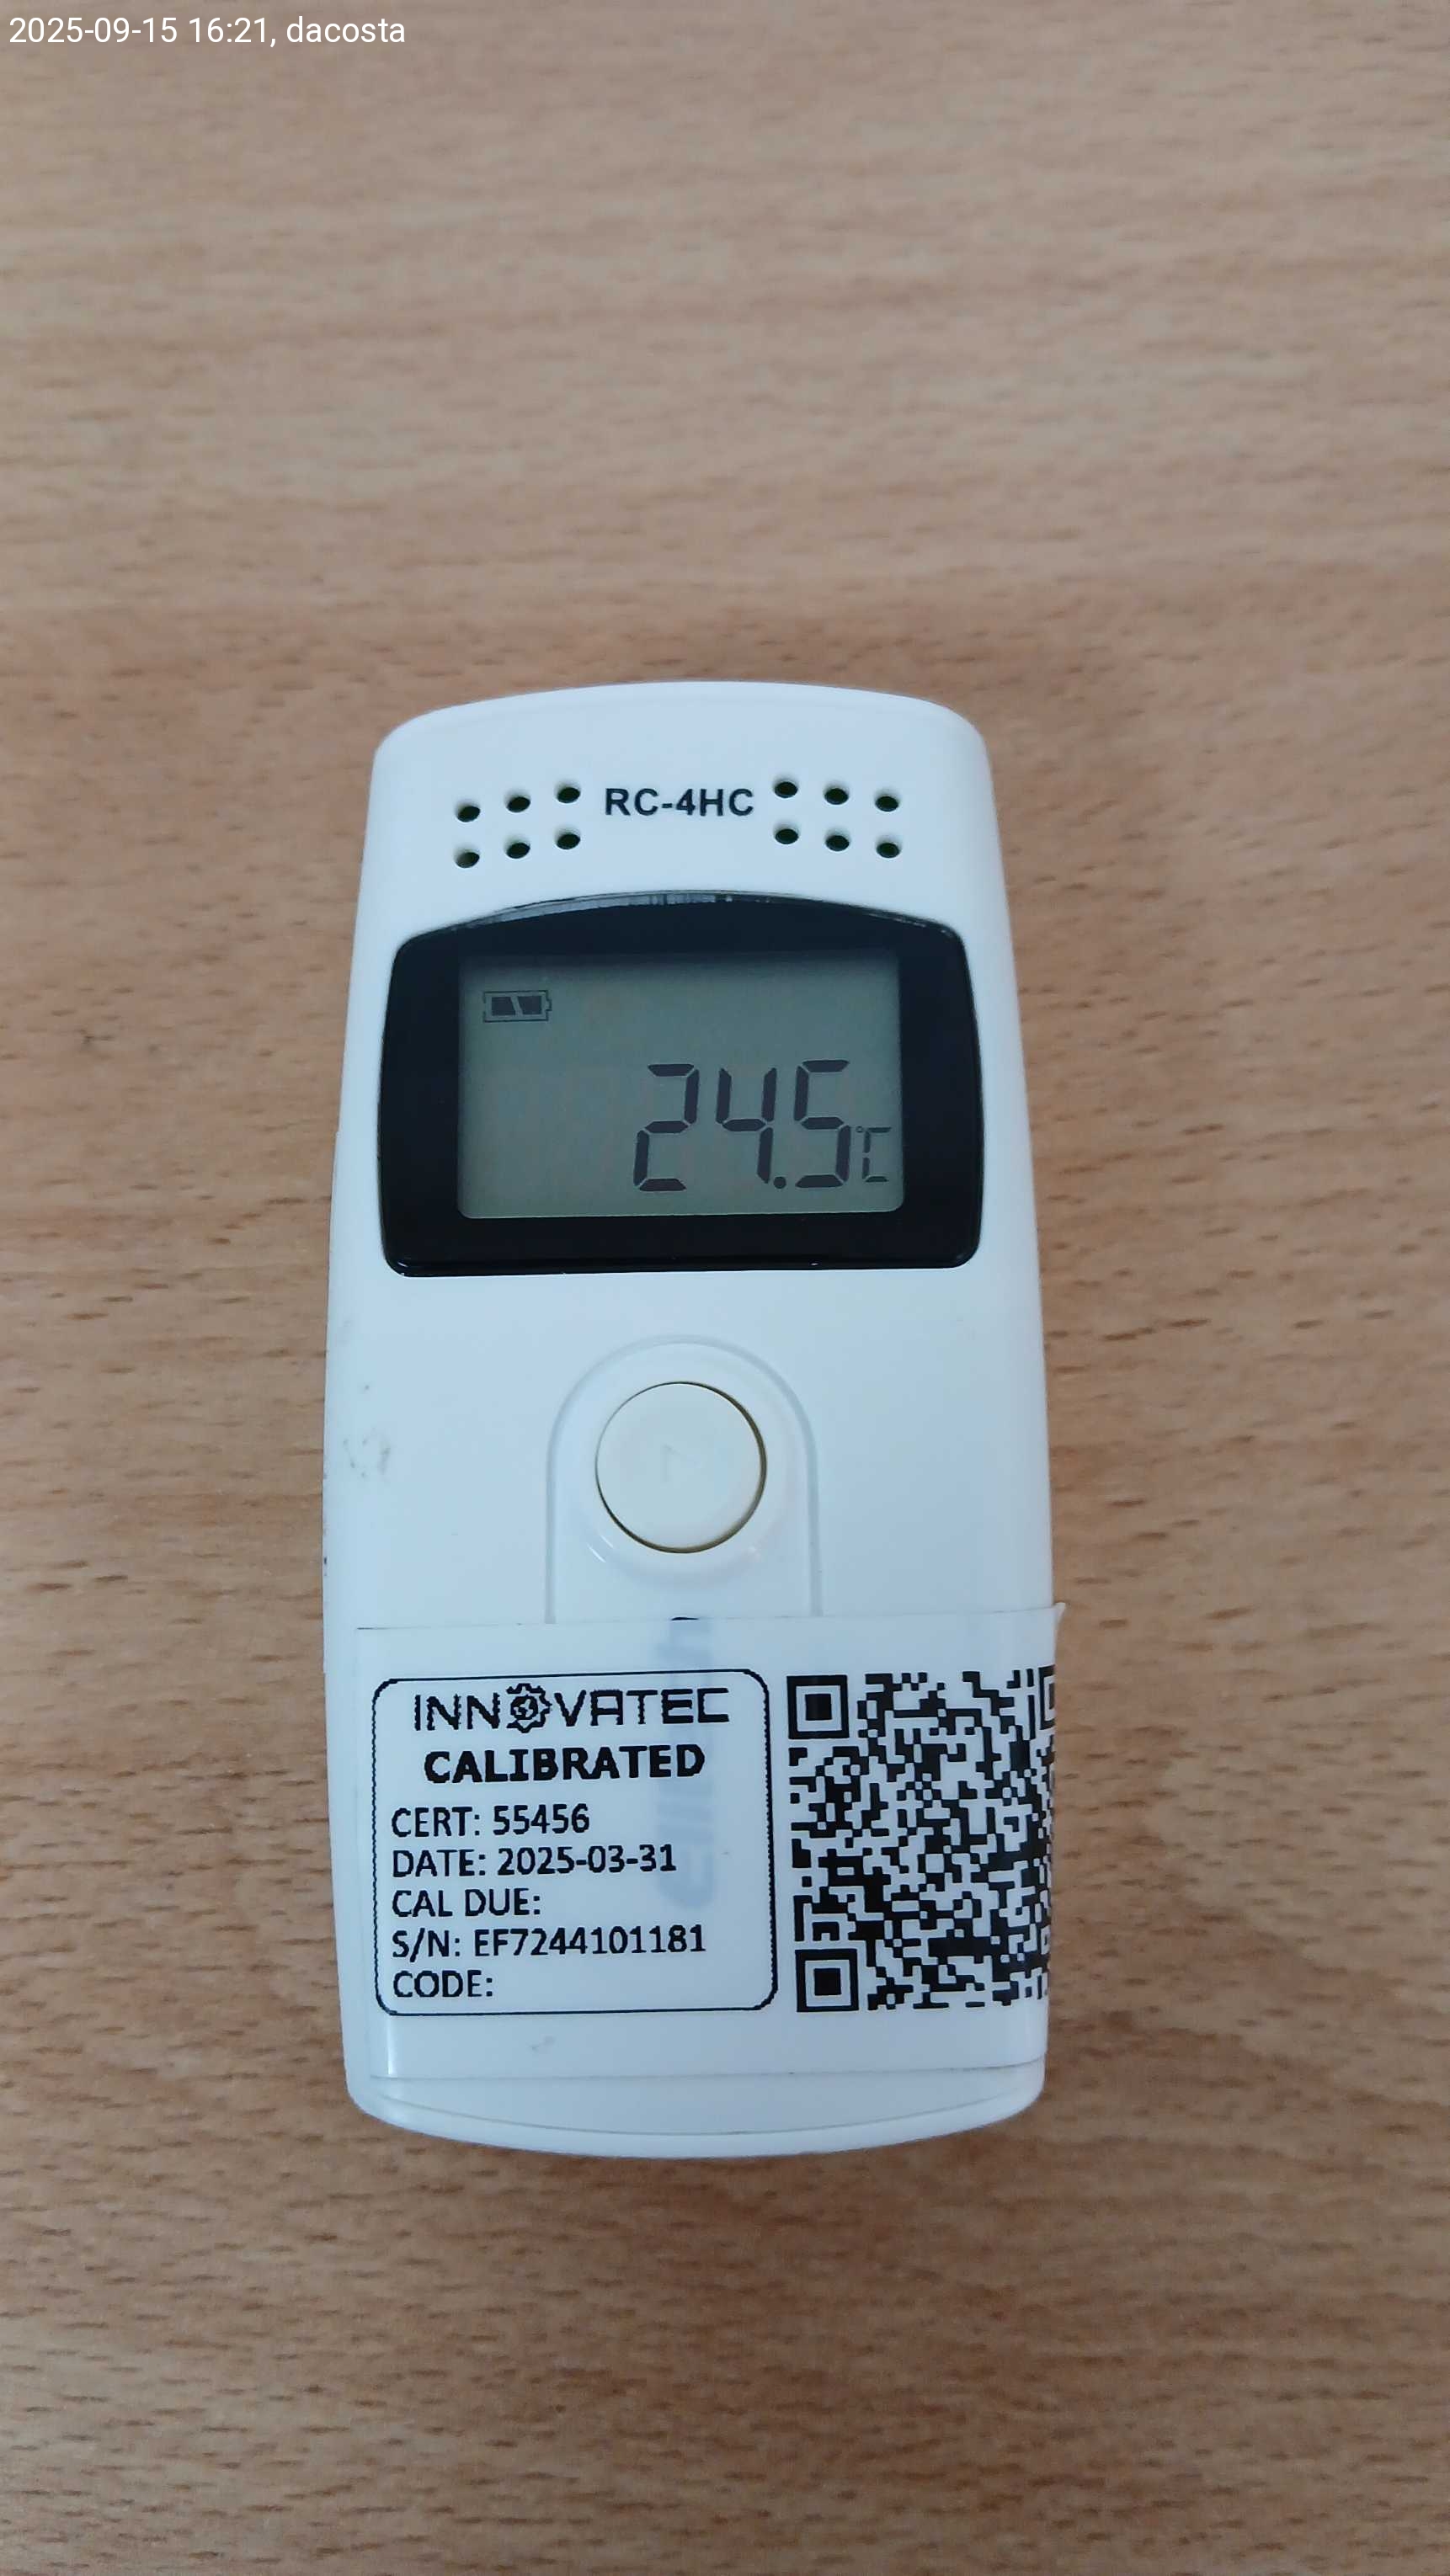 2025-09-15 16:21, dacosta
RC-4HC
24.5°C
INNOVATEC
CALIBRATED
CERT: 55456
DATE: 2025-03-31
CAL DUE:
S/N: EF7244101181
CODE: